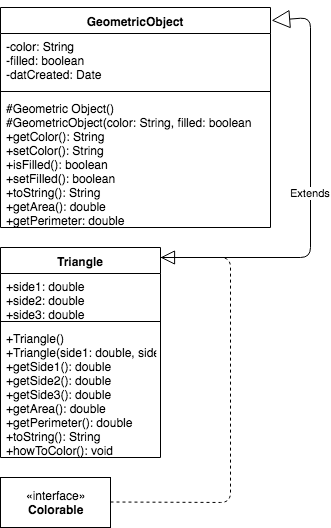 GeometricObject
-color: String
-filled: boolean
-datCreated: Date
#Geometric Object()
#GeometricObject(color: String, filled: boolean
+getColor(): String
+setColor(): String
+isFilled(): boolean
+setFilled(): boolean
+toString(): String
+getArea(): double
+getPerimeter: double
Extends
Triangle
+side1: double
+side2: double
+side3: double
+Triangle()
+Triangle(side1: double, side
+getSide1(): double
+getSide2(): double
+getSide3(): double
+getArea(): double
+getPerimeter(): double
+toString(): String
+howToColor(): void
«interface»
Colorable